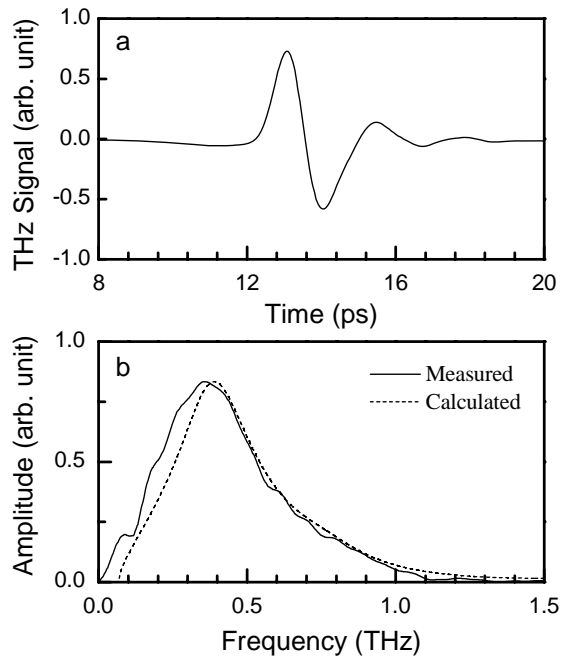 a
THz Signal (arb. unit)
1.0
0.5
0.0
-0.5
-1.0
8
12
16
20
Time (ps)
b
Amplitude (arb. unit)
1.0
0.5
0.0
Measured
Calculated
0.0
0.5
1.0
1.5
Frequency (THz)